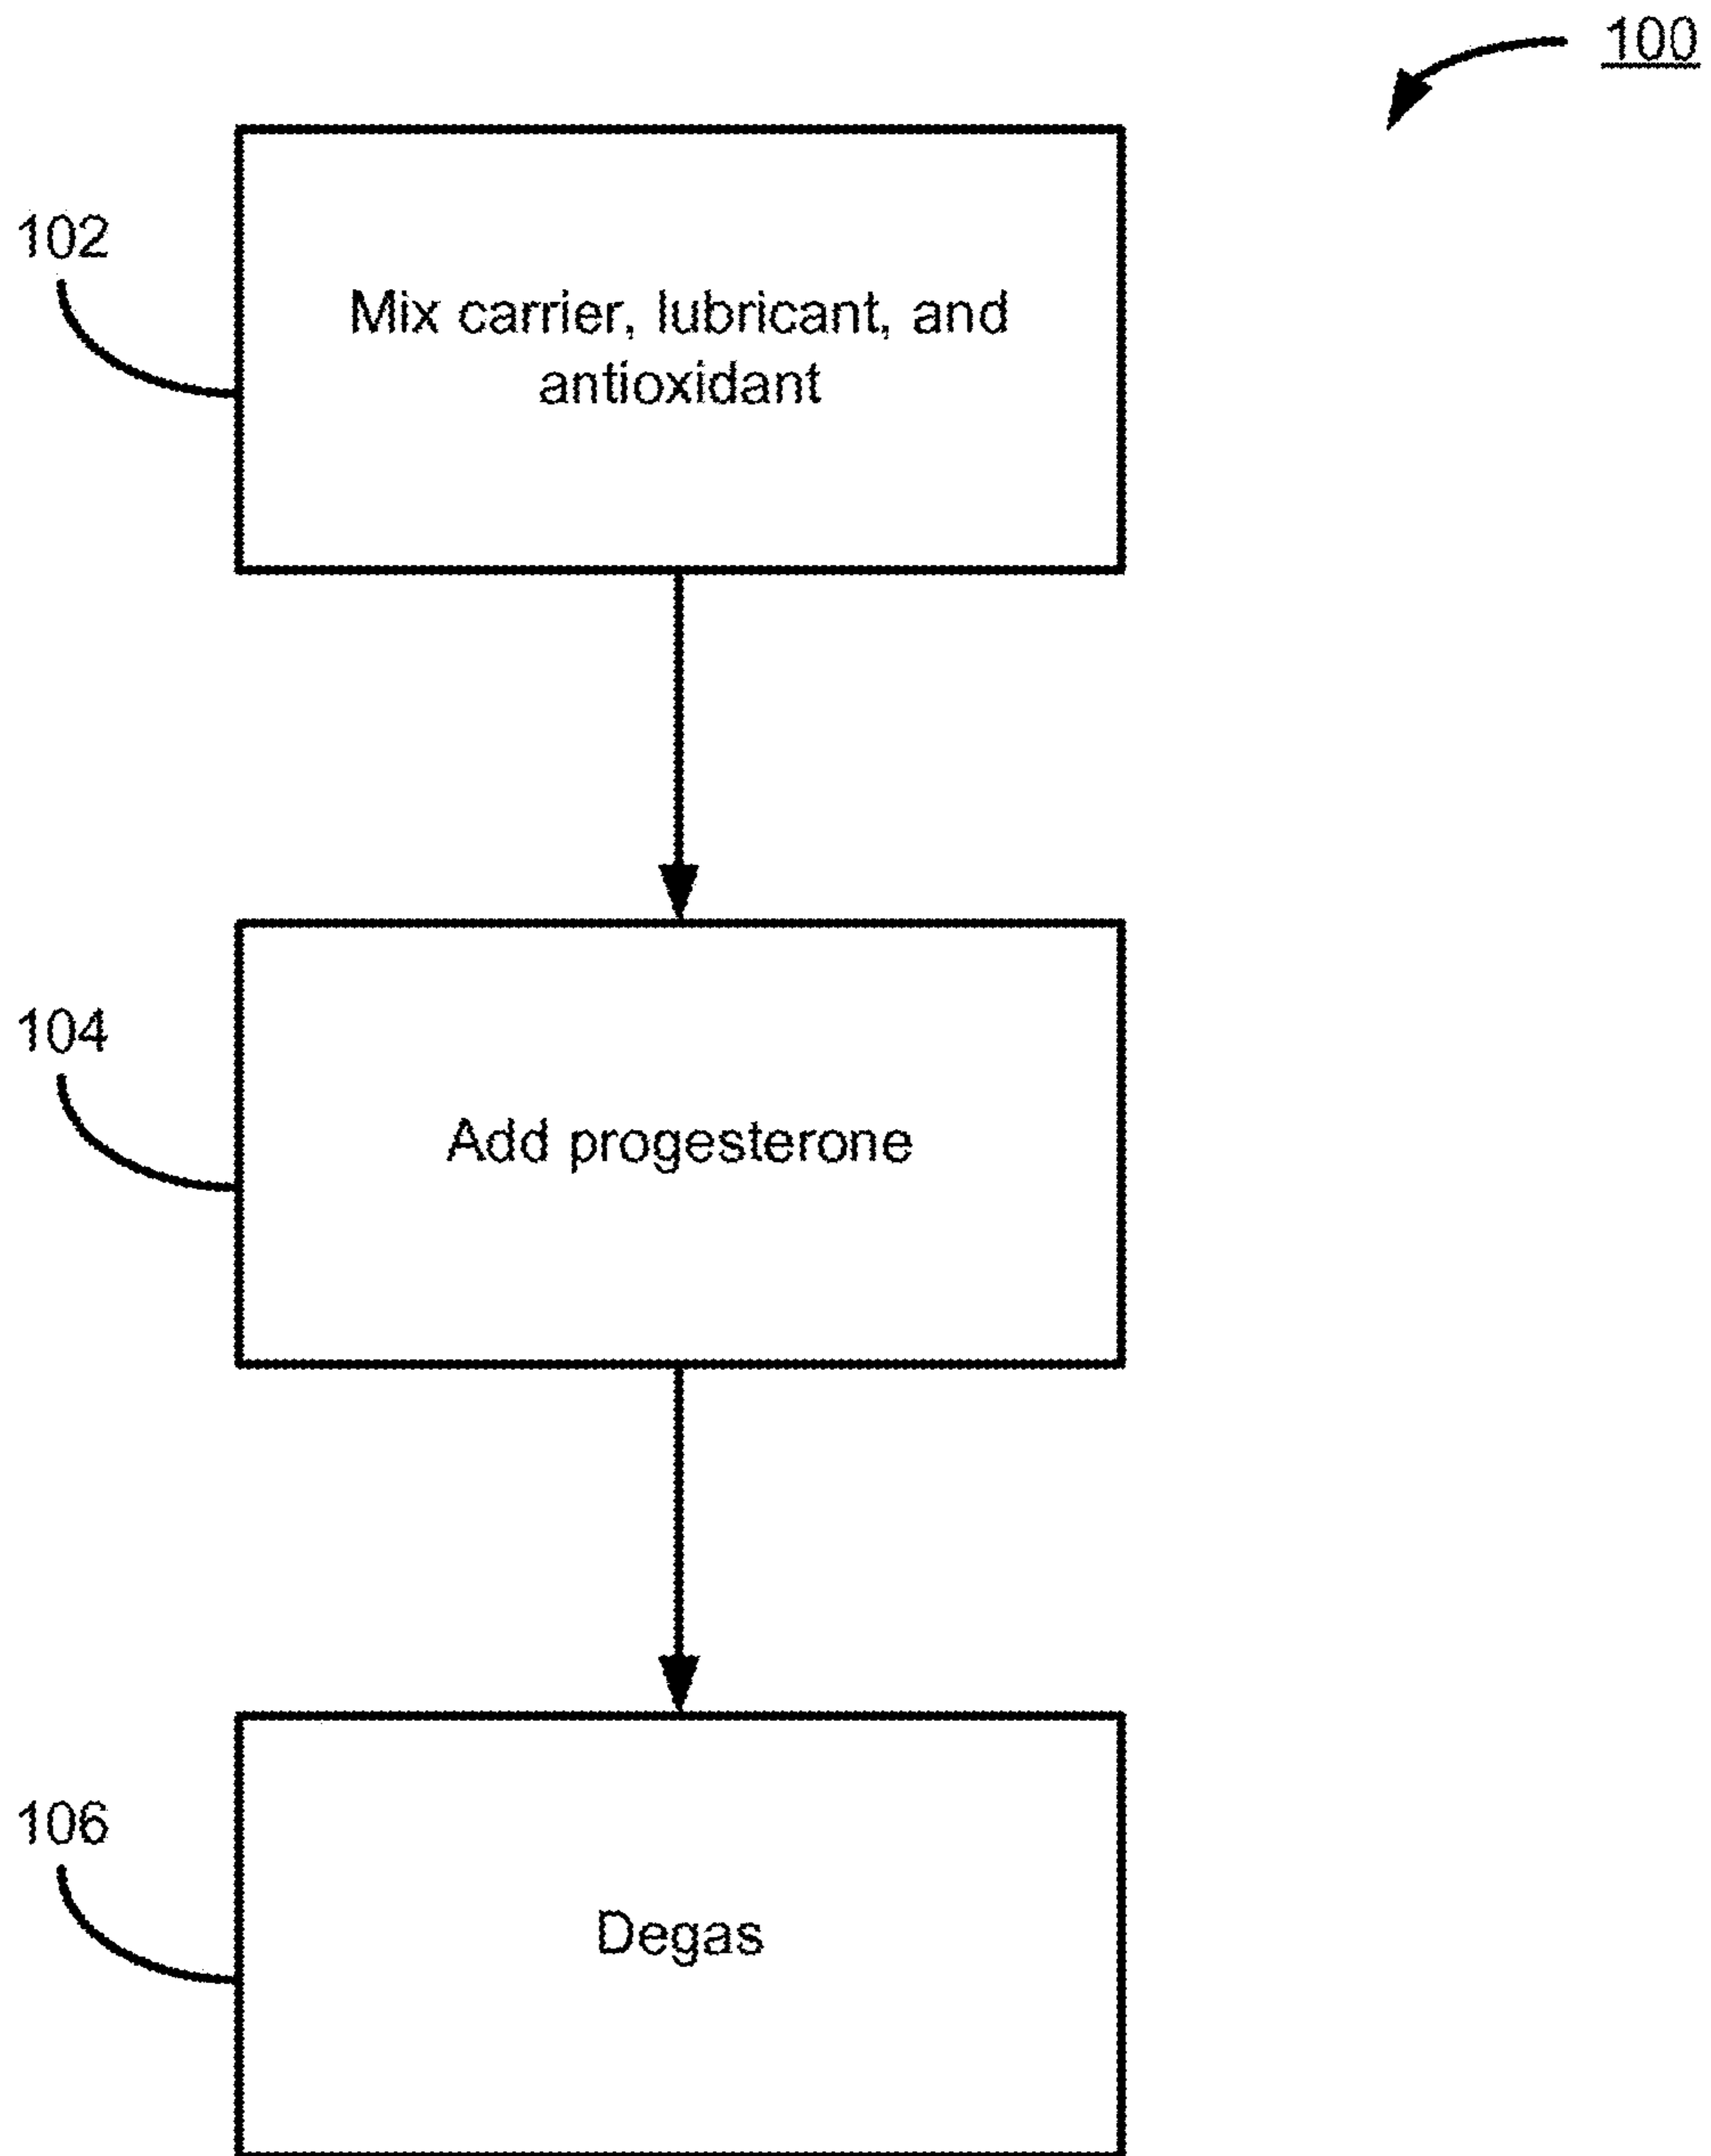 100
102
Mix carrier, lubricant, and
antioxidant
104
Add progesterone
106
Degas